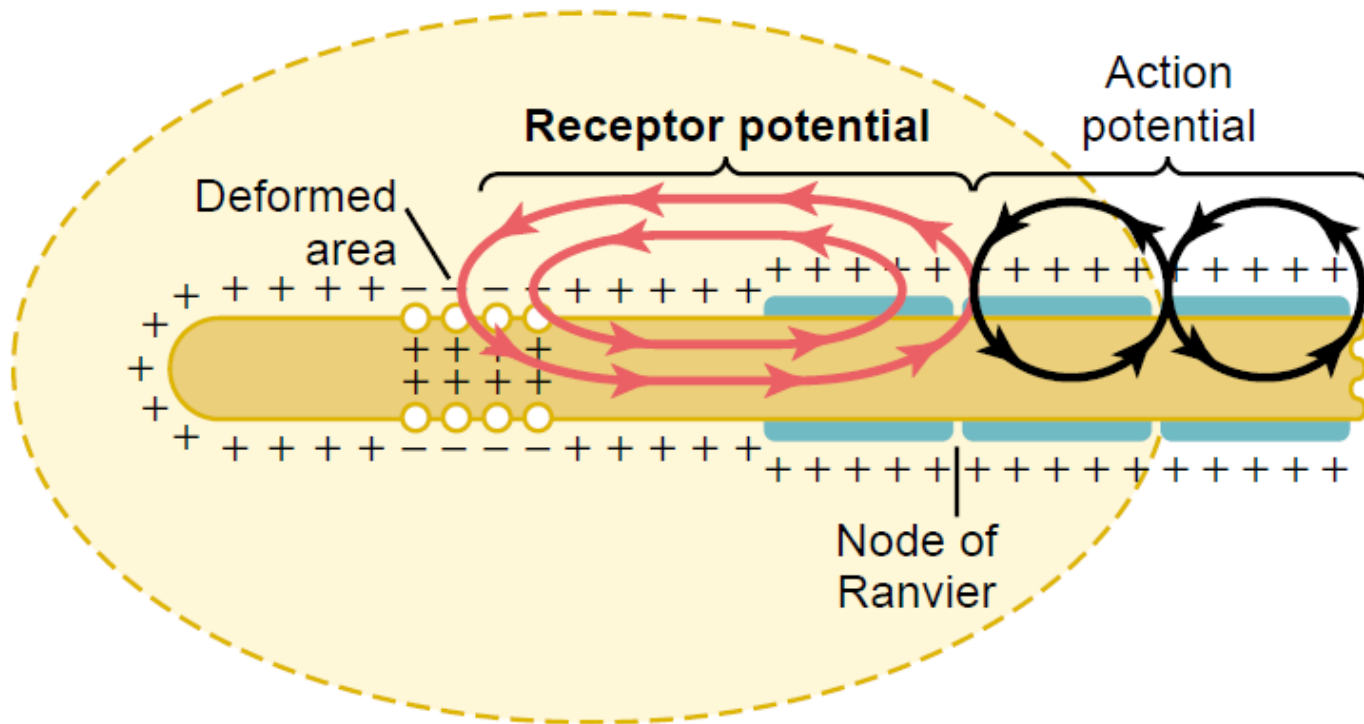 Action
potential
Receptor potential
Deformed
area
+ + + + + – – – – + + + + + + + + + + + + + + + + + + + +
+
+
+
+
+ + + +
+ + + +
+ + + + + – – – – + + + + + + + + + + + + + + + + + + + +
Node of
Ranvier